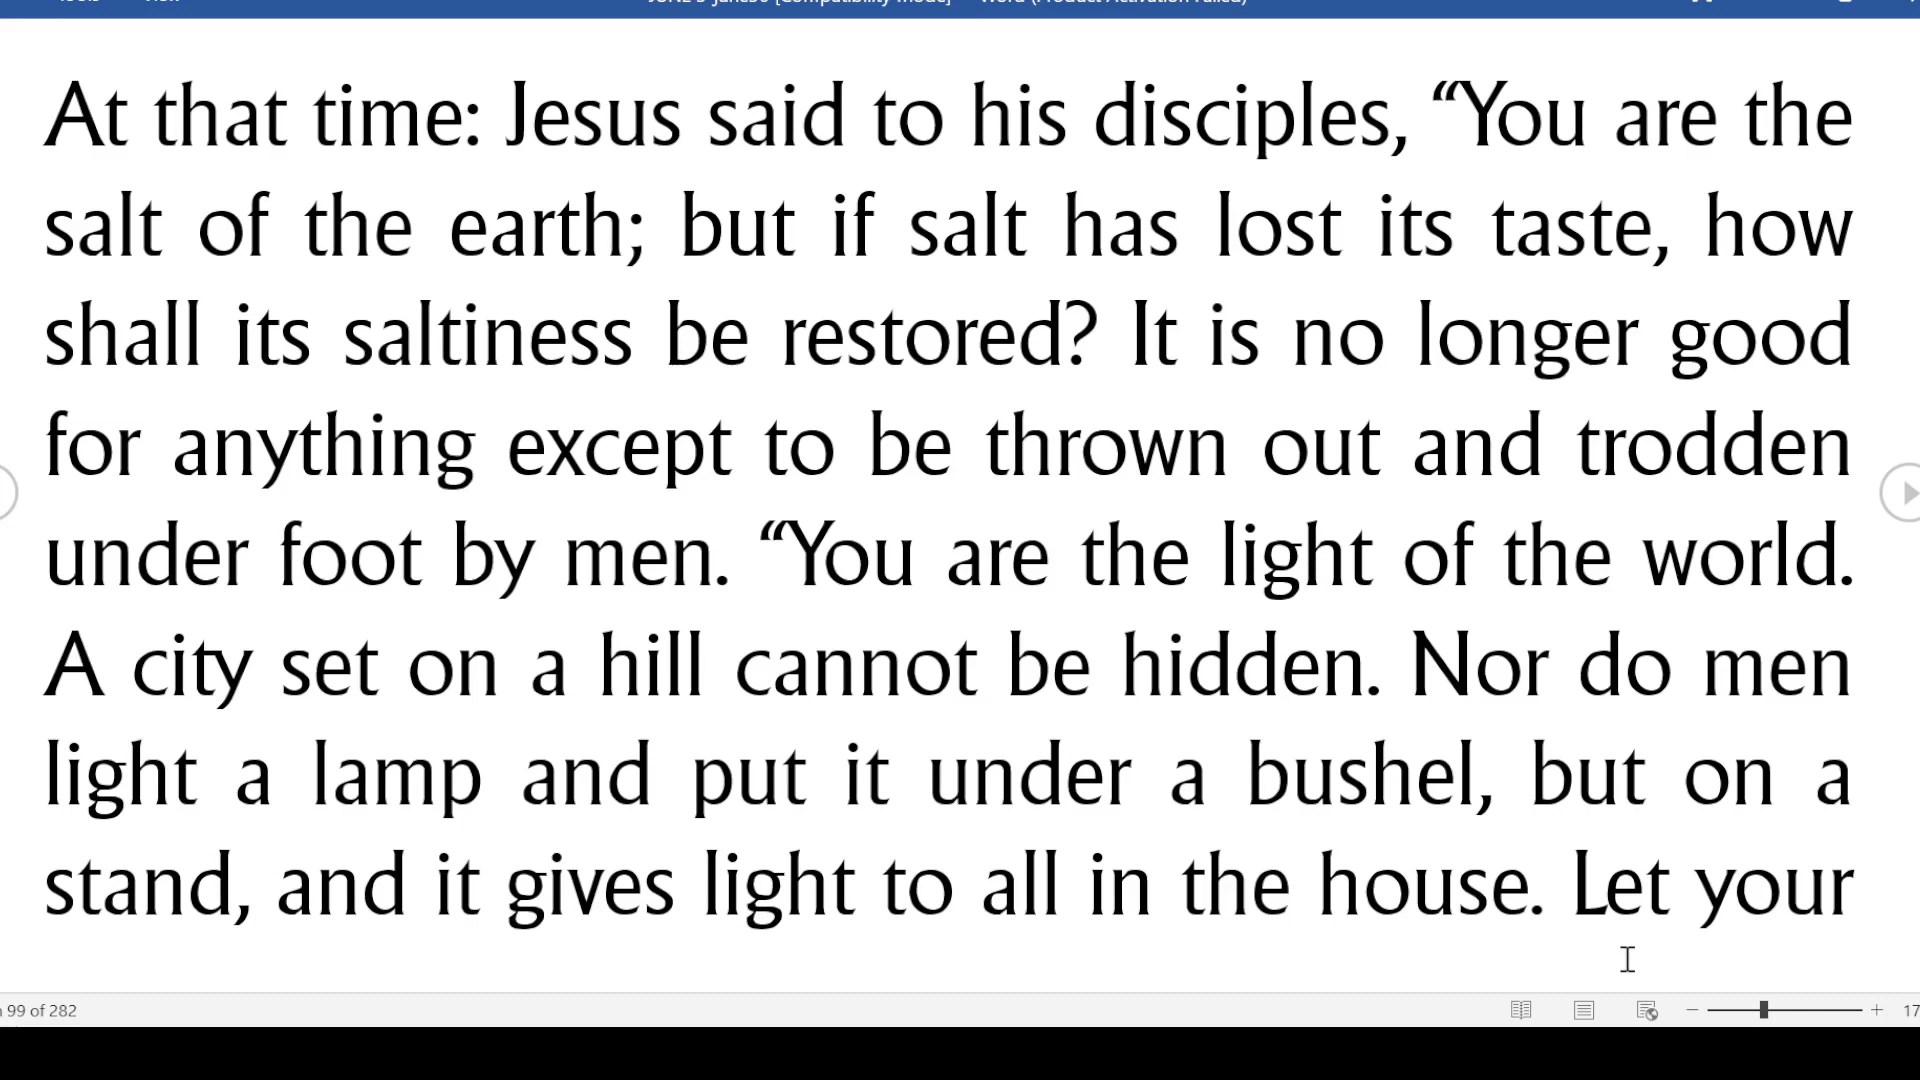 At that time: Jesus said to his disciples, “You are the
salt of the earth; but if salt has lost its taste, how
shall its saltiness be restored? It is no longer good
for anything except to be thrown out and trodden
under foot by men. “You are the light of the world.
A city set on a hill cannot be hidden. Nor do men
light a lamp and put it under a bushel, but on a
stand, and it gives light to all in the house. Let your
99 of 282
17